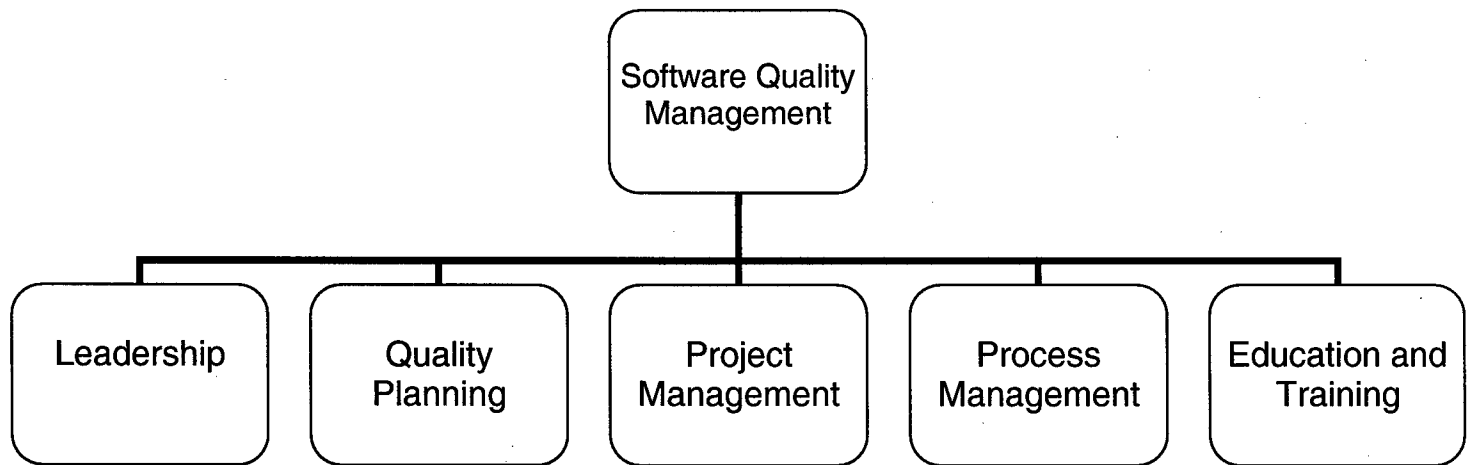 Software Quality
Management
Leadership
Quality
Planning
Project
Management
Process
Management
Education and
Training